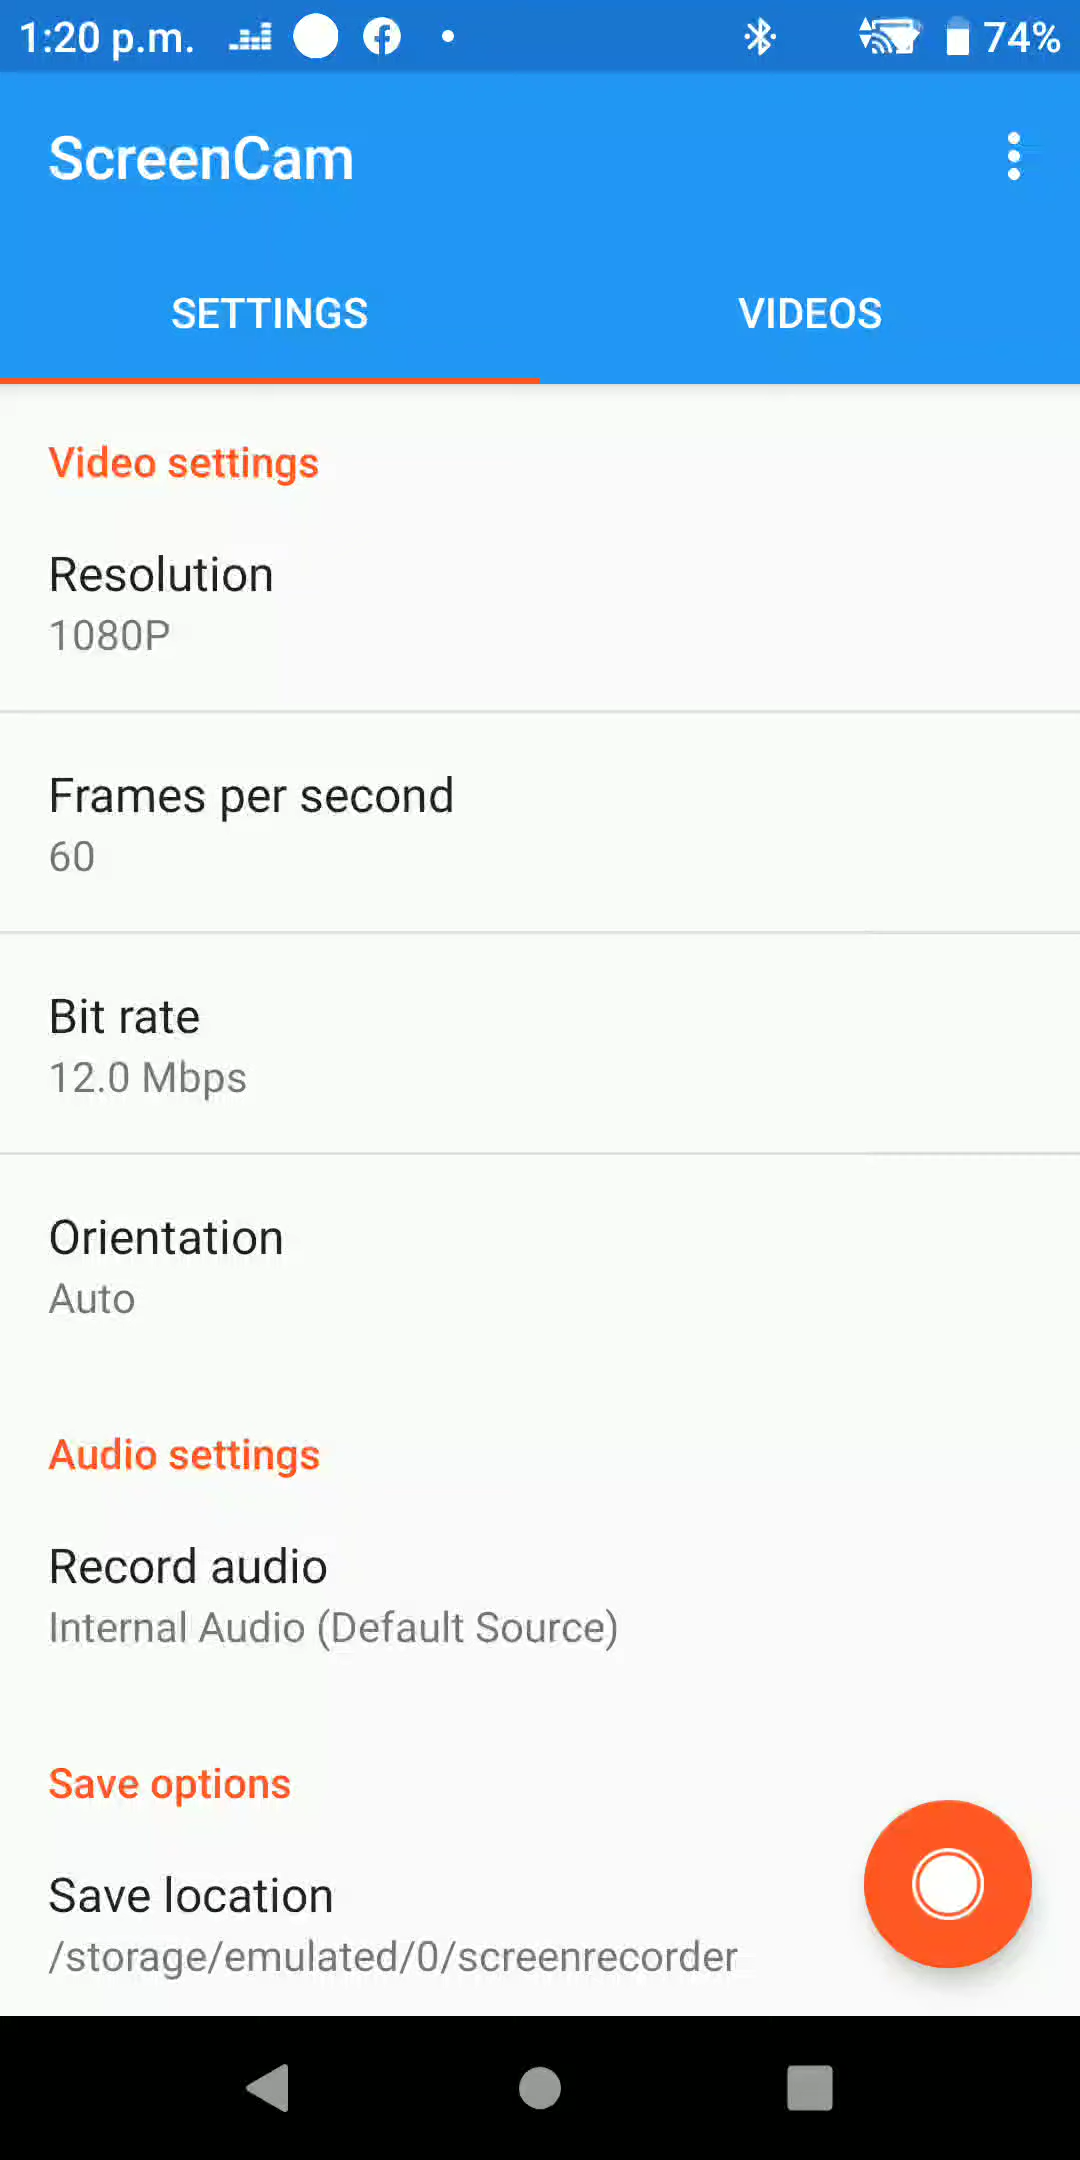 1:20 p.m. 74%
ScreenCam
SETTINGS VIDEOS
Video settings
Resolution
1080P
Frames per second
60
Bit rate
12.0 Mbps
Orientation
Auto
Audio settings
Record audio
Internal Audio (Default Source)
Save options
Save location
/storage/emulated/0/screenrecorder